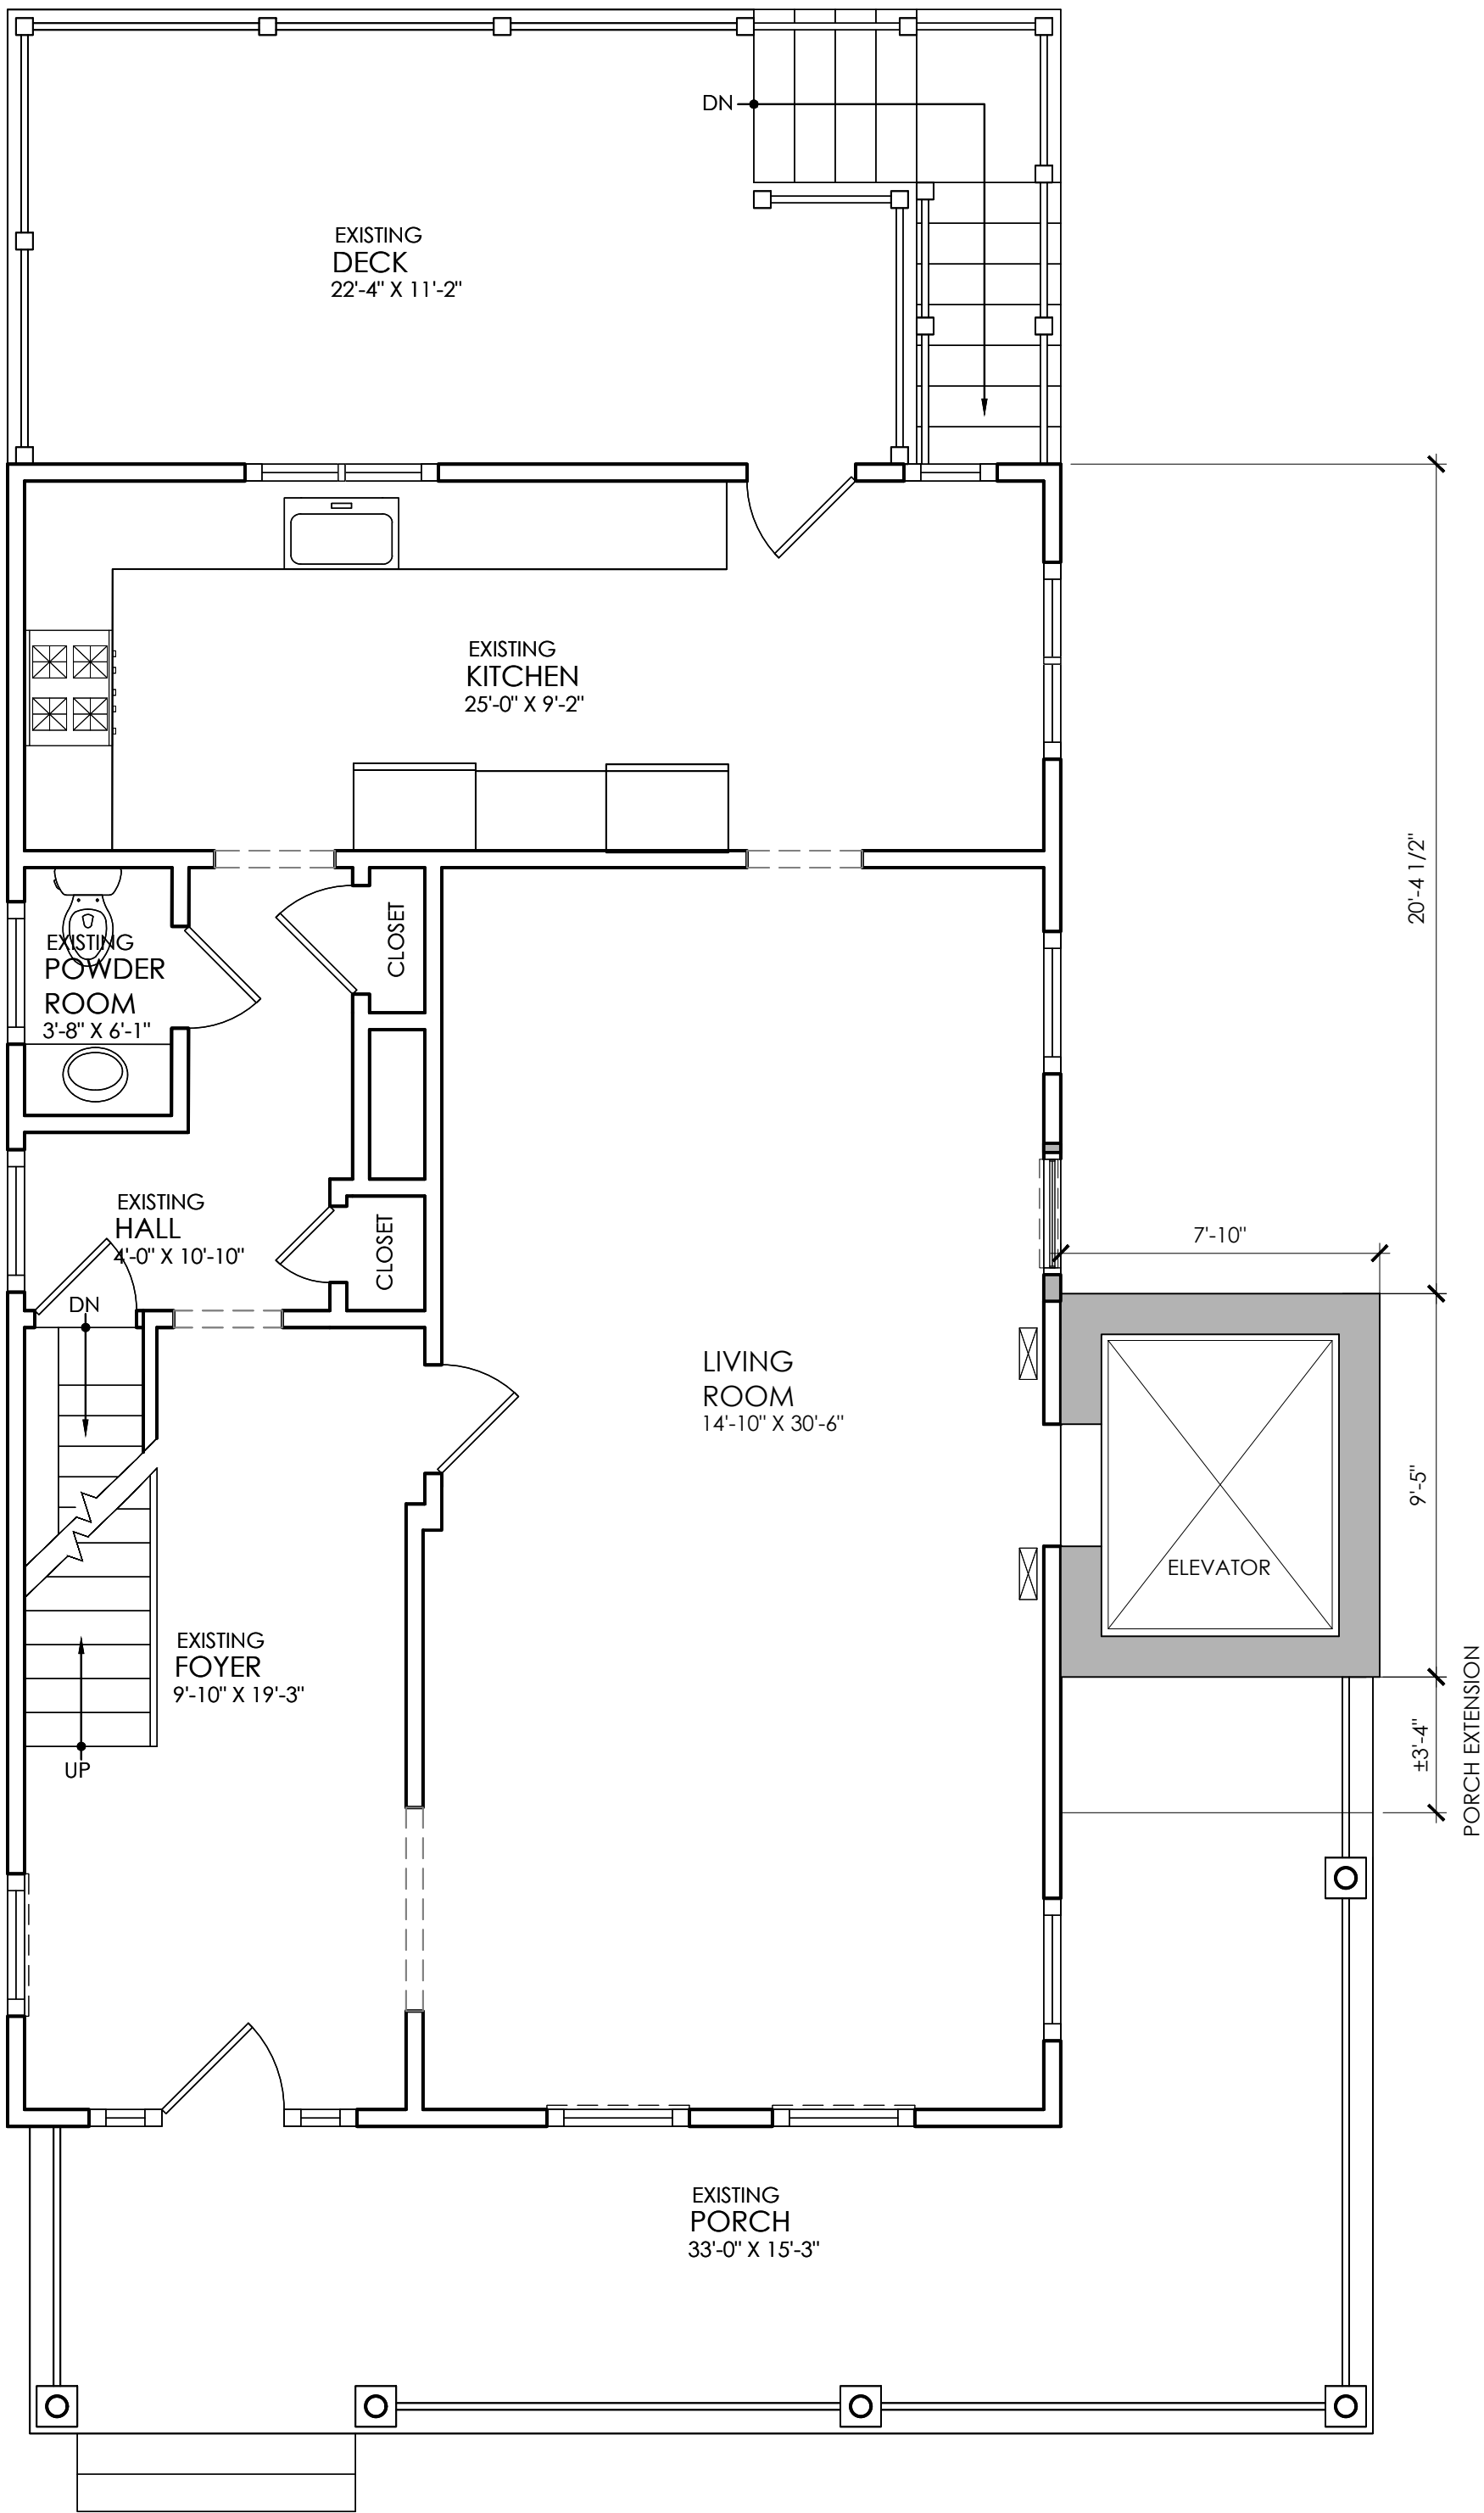 DN
EXISTING
DECK
22'-4" X 11'-2"
EXISTING
KITCHEN
25'-0" X 9'-2"
20'-4 1/2"
CLOSET
EXISTING
POWDER
ROOM
3'-8" X 6'-1"
EXISTING
HALL
4'-0" X 10'-10"
CLOSET
7'-10"
DN
LIVING
ROOM
14'-10" X 30'-6"
9'-5"
ELEVATOR
EXISTING
FOYER
9'-10" X 19'-3"
±3'-4"
PORCH EXTENSION
UP
EXISTING
PORCH
33'-0" X 15'-3"